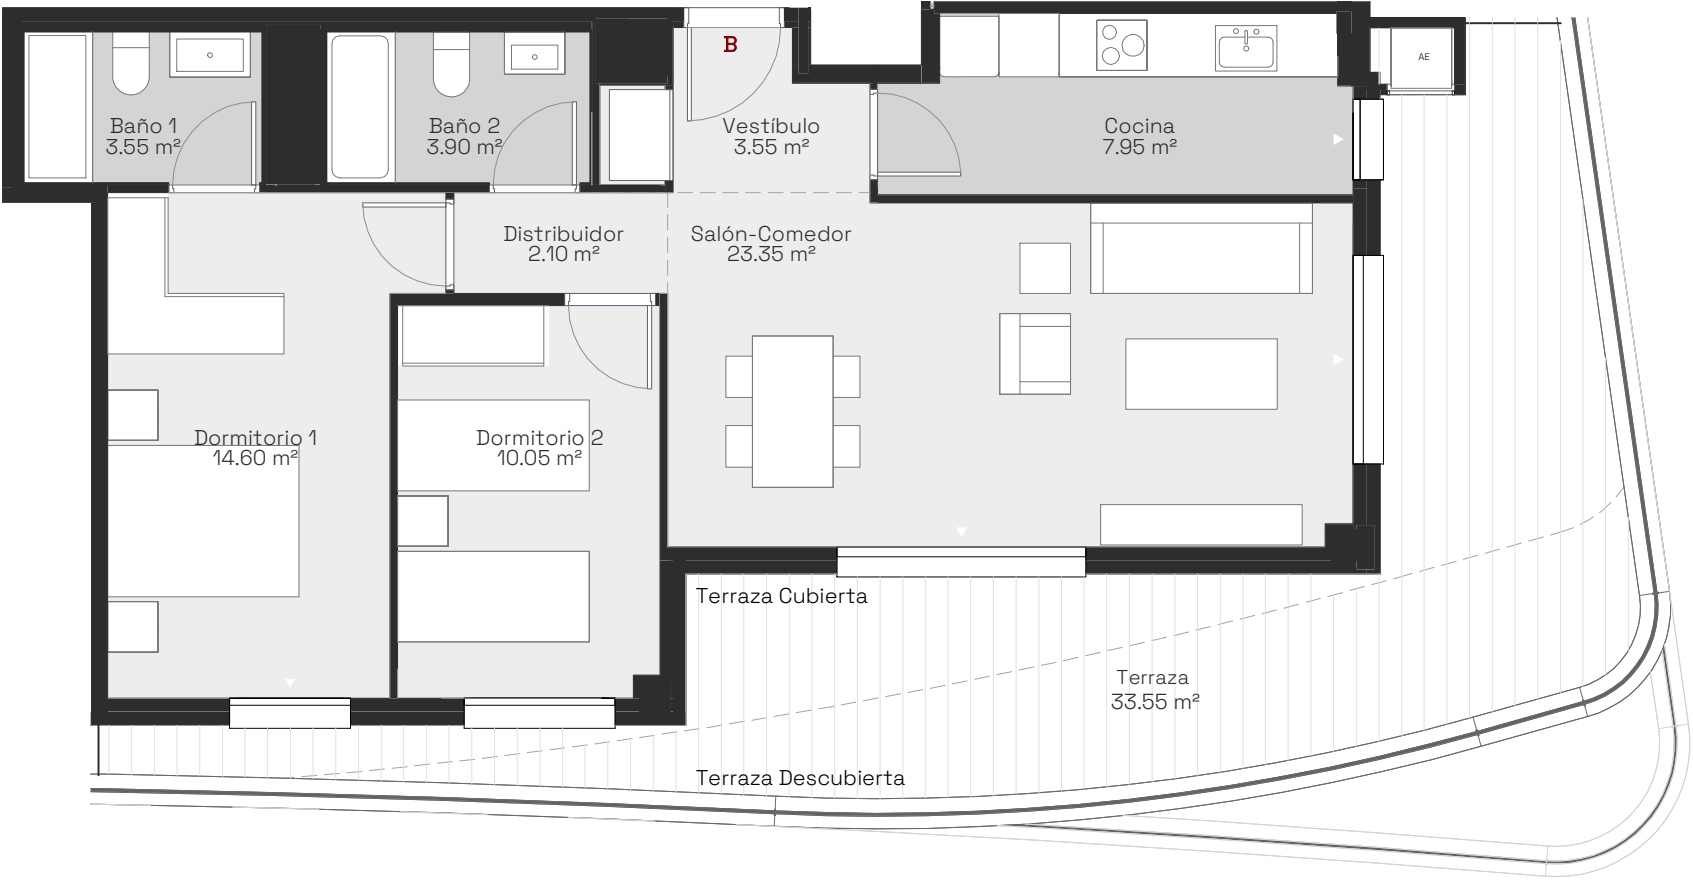 B
AE
Baño 1
3.55 m²
Baño 2
3.90 m²
Vestíbulo
3.55 m²
Cocina
7.95 m²
Distribuidor
2.10 m²
Salón-Comedor
23.35 m²
Dormitorio 1
14.60 m²
Dormitorio 2
10.05 m²
Terraza Cubierta
Terraza
33.55 m²
Terraza Descubierta